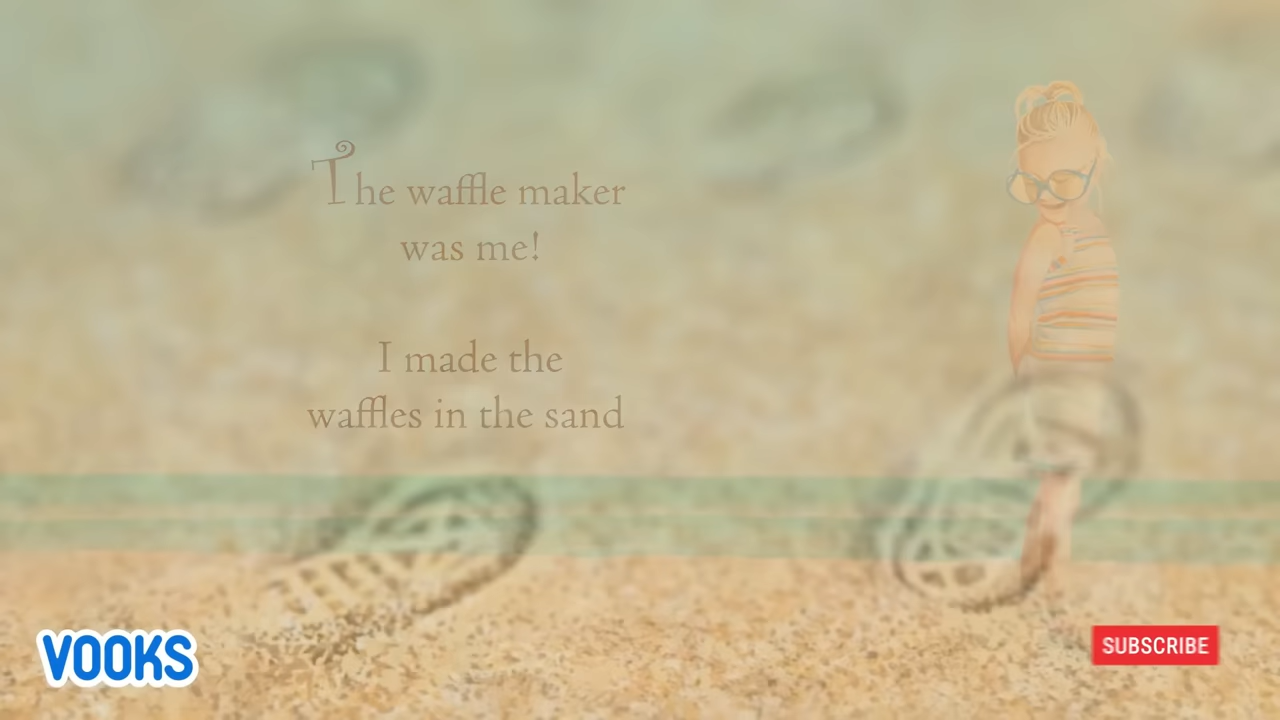 The waffle maker
was me!
I made the
waffles in the sand
VOOKS
SUBSCRIBE